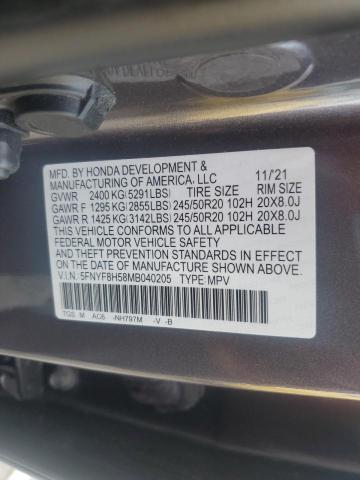 MFD. BY HONDA DEVELOPMENT &
MANUFACTURING OF AMERICA, LLC 11/21
GVWR 2400 KG(5291LBS) TIRE SIZE RIM SIZE
GAWR F 1295 KG(2855LBS) 245/50R20 102H 20X8.0J
GAWR R 1425 KG(3142LBS) 245/50R20 102H 20X8.0J
THIS VEHICLE CONFORMS TO ALL APPLICABLE
FEDERAL MOTOR VEHICLE SAFETY
AND THEFT PREVENTION STANDARDS IN EFFECT
ON THE DATE OF MANUFACTURE SHOWN ABOVE.
V.I.N. 5FNYF8H58MB040205 TYPE MPV
TGS M AC6 -NH797M -V -B